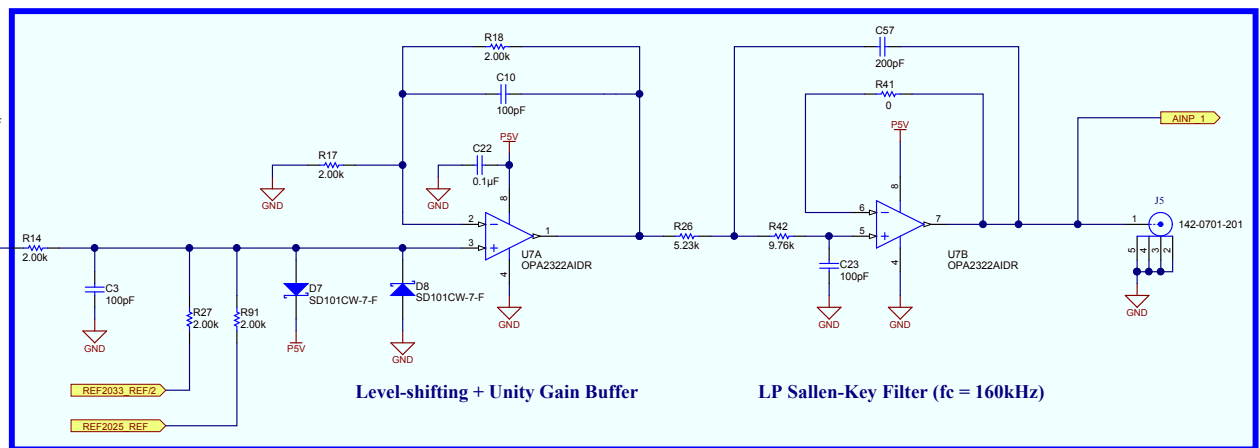 C57
200pF
R18
2.00k
C10
100pF
R41
0
P5V
AINP_1
P5V
C22
0.1µF
GND
8
R17
2.00k
GND
8
J5
142-0701-201
2
3
1
U7A
OPA2322AIDR
4
GND
R26
5.23k
R42
9.76k
6
5
7
U7B
OPA2322AIDR
4
GND
1
5
4
3
2
GND
R14
2.00k
C3
100pF
GND
R27
2.00k
R91
2.00k
D7
SD101CW-7-F
P5V
D8
SD101CW-7-F
GND
C23
100pF
GND
REF2033_REF/2
REF2025_REF
Level-shifting + Unity Gain Buffer
LP Sallen-Key Filter (fc = 160kHz)